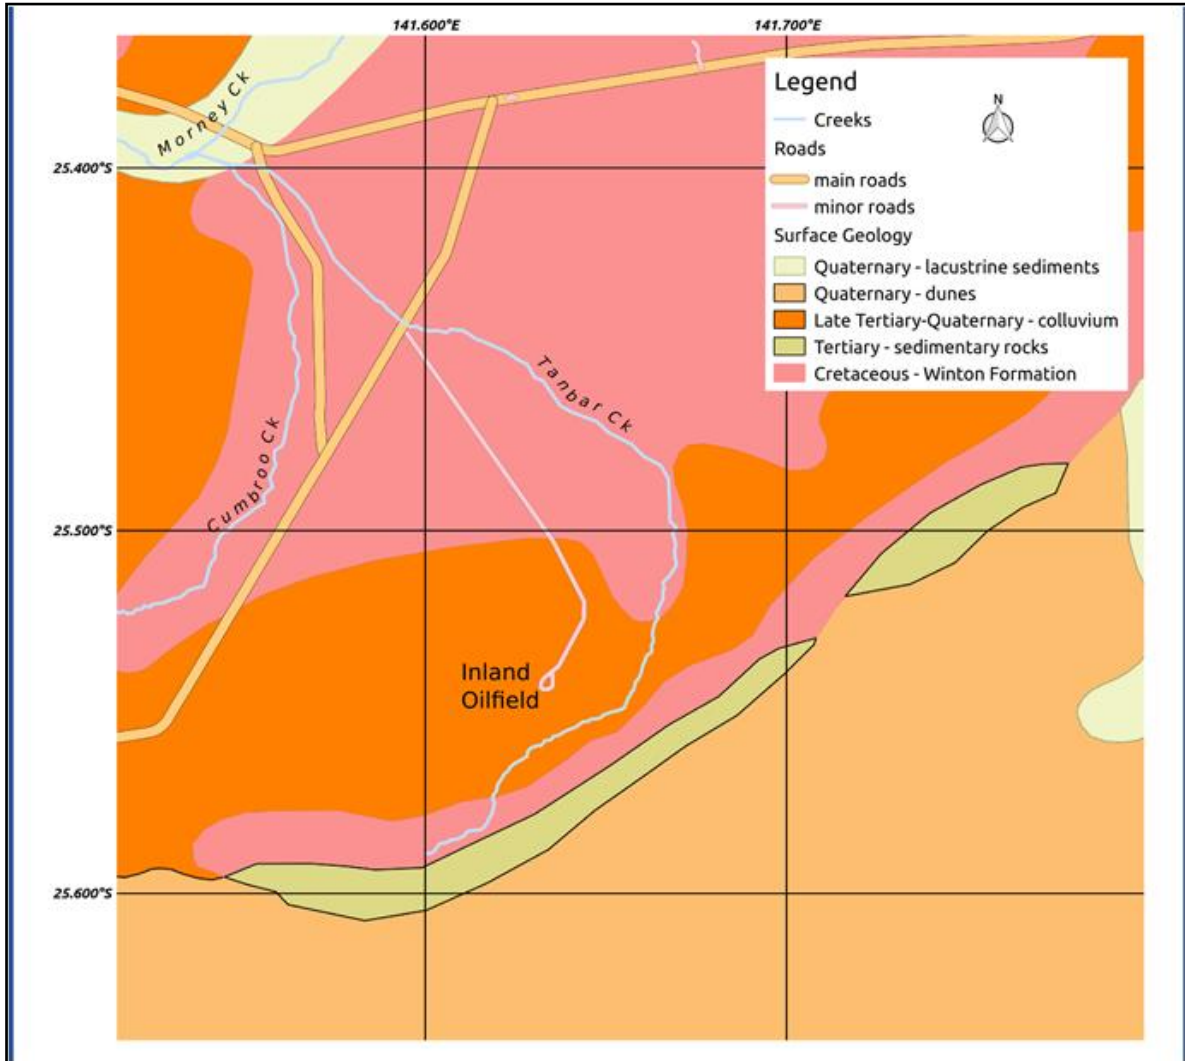 141.600°E
141.700°E
Legend
N
Creeks
Roads
main roads
minor roads
Surface Geology
Quaternary - lacustrine sediments
Quaternary - dunes
Late Tertiary-Quaternary - colluvium
Tertiary - sedimentary rocks
Cretaceous - Winton Formation
Morney Ck
25.400°S
Tanbar Ck
Cumbroo Ck
25.500°S
Inland
Oilfield
25.600°S